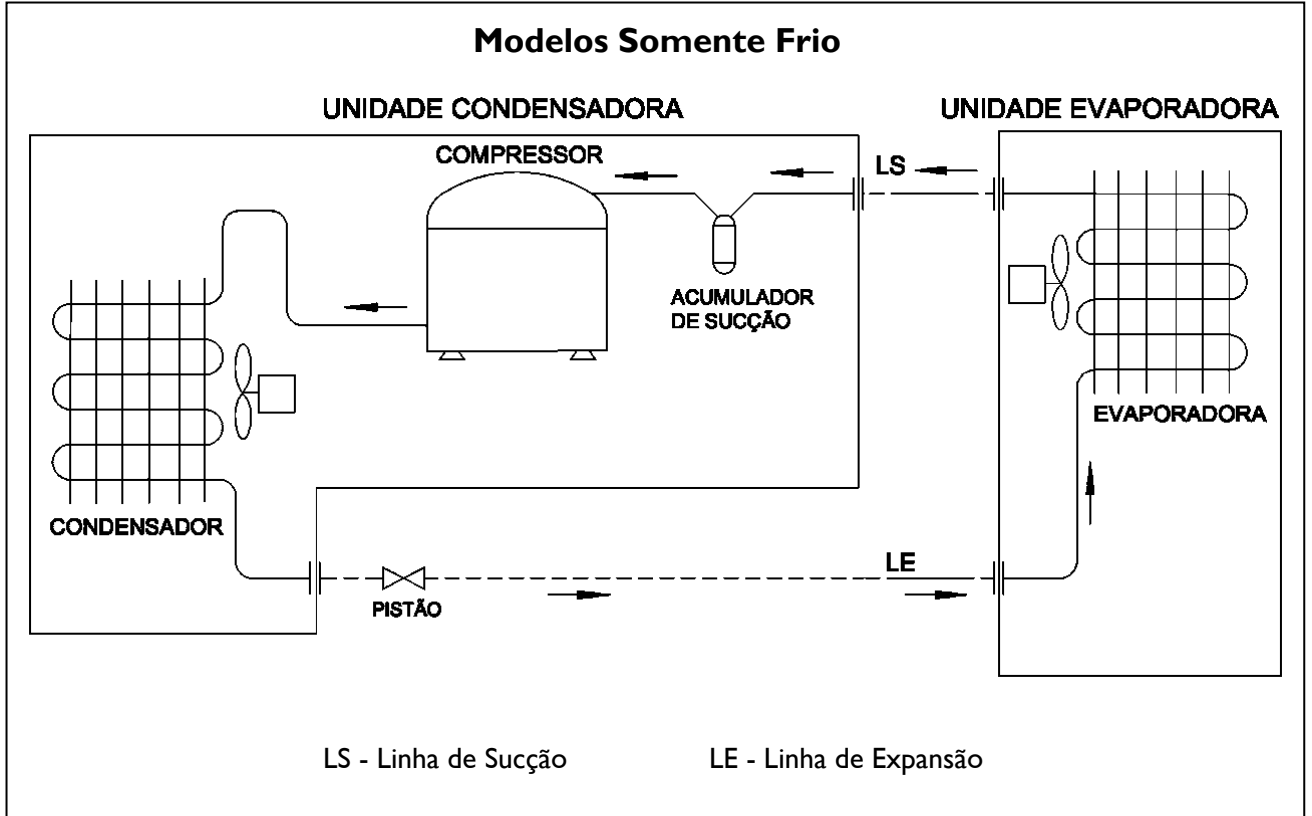 Modelos Somente Frio
UNIDADE CONDENSADORA
UNIDADE EVAPORADORA
COMPRESSOR
LS
ACUMULADOR
DE SUCÇÃO
EVAPORADORA
CONDENSADOR
LE
PISTÃO
LS - Linha de Sucção
LE - Linha de Expansão